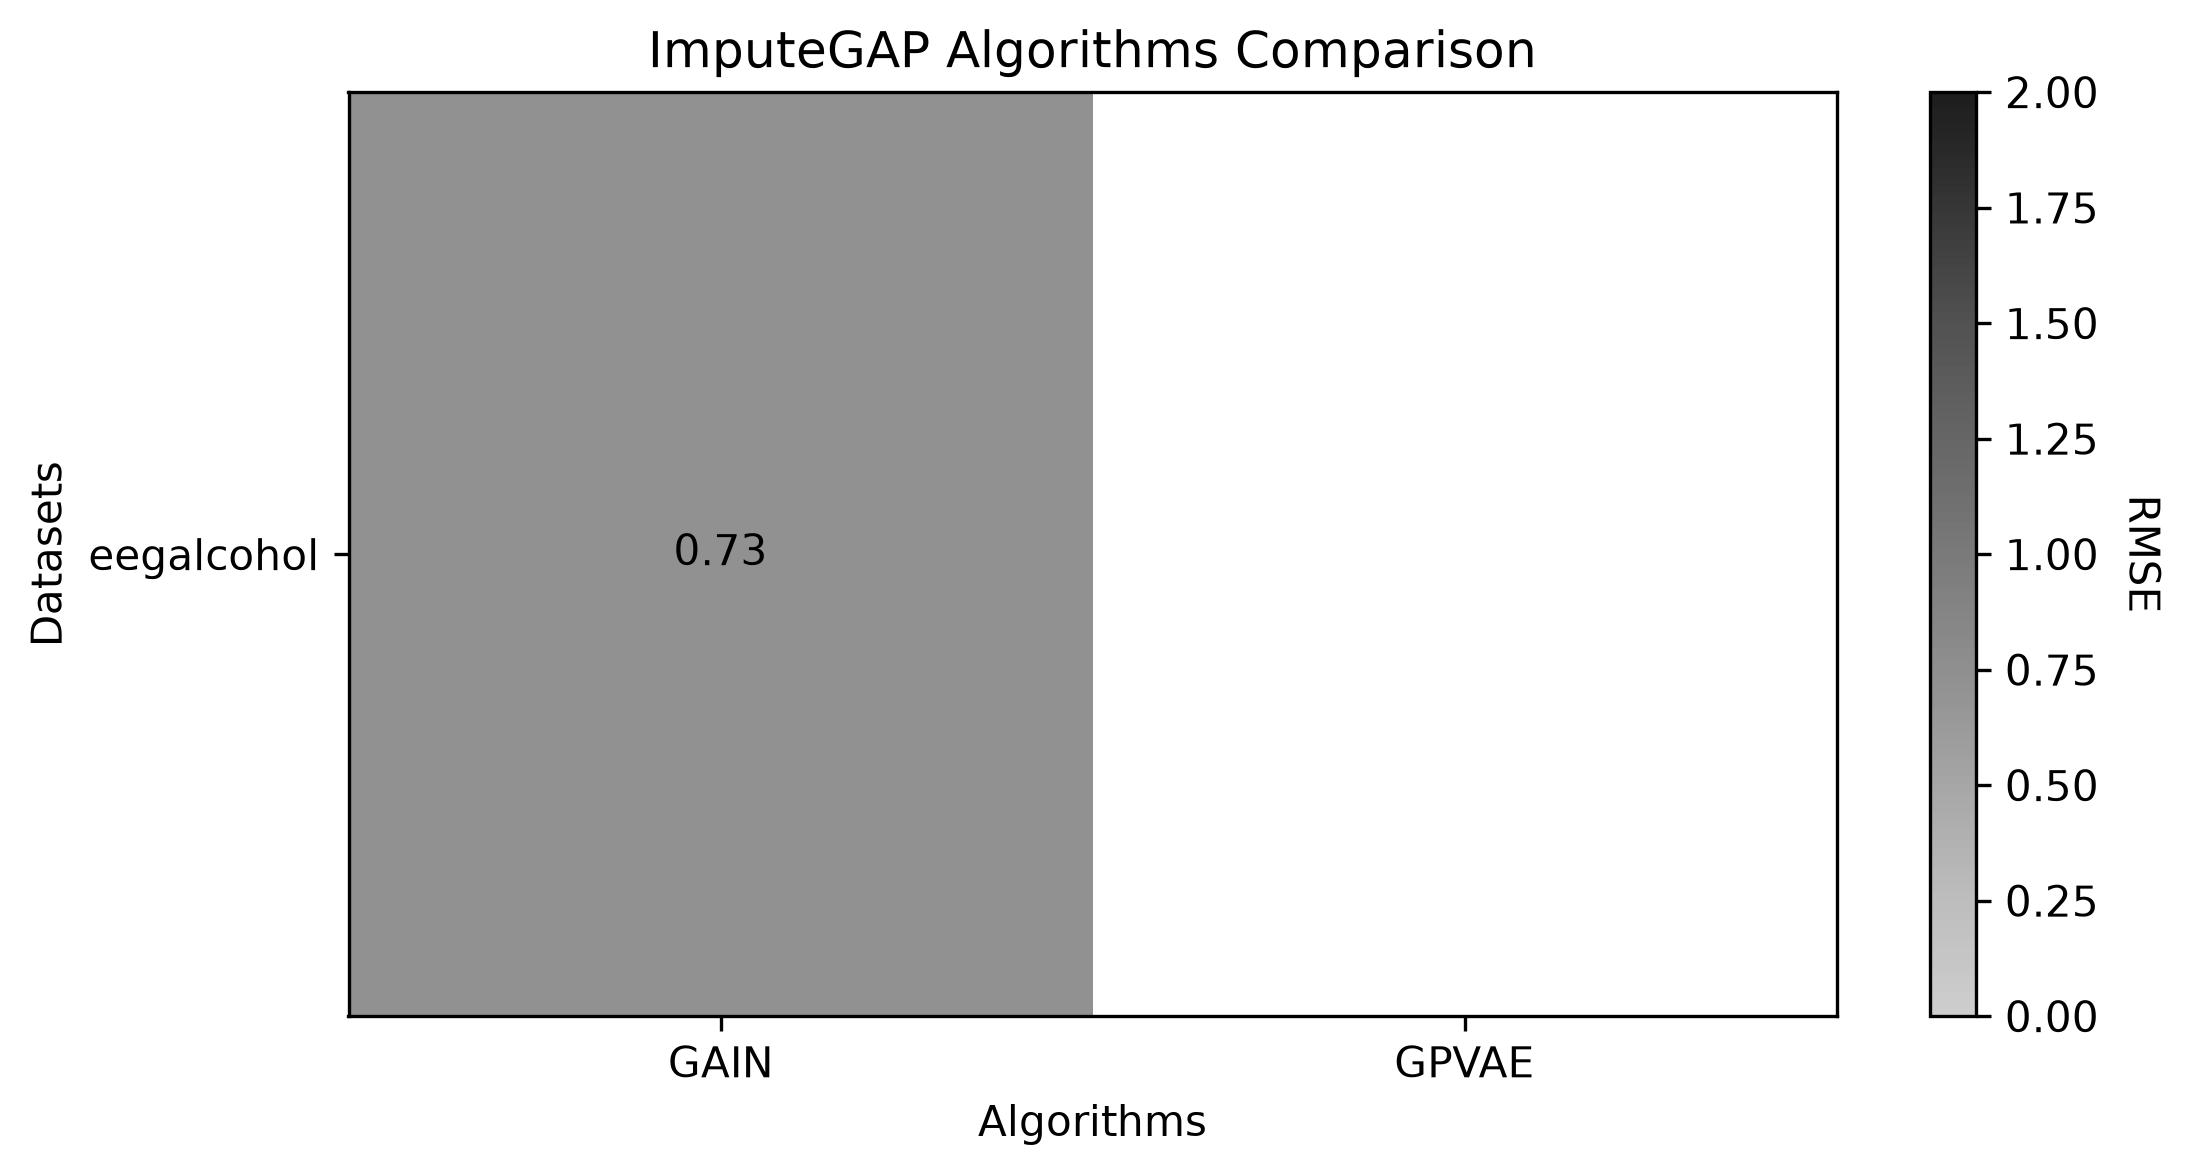 ImputeGAP Algorithms Comparison
Datasets
eegalcohol
0.73
GAIN
GPVAE
Algorithms
2.00
1.75
1.50
1.25
1.00
0.75
0.50
0.25
0.00
RMSE